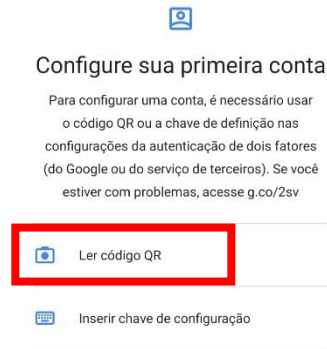 Configure sua primeira conta
Para configurar uma conta, é necessário usar
o código QR ou a chave de definição nas
configurações da autenticação de dois fatores
(do Google ou do serviço de terceiros). Se você
estiver com problemas, acesse g.co/2sv
Ler código QR
Inserir chave de configuração